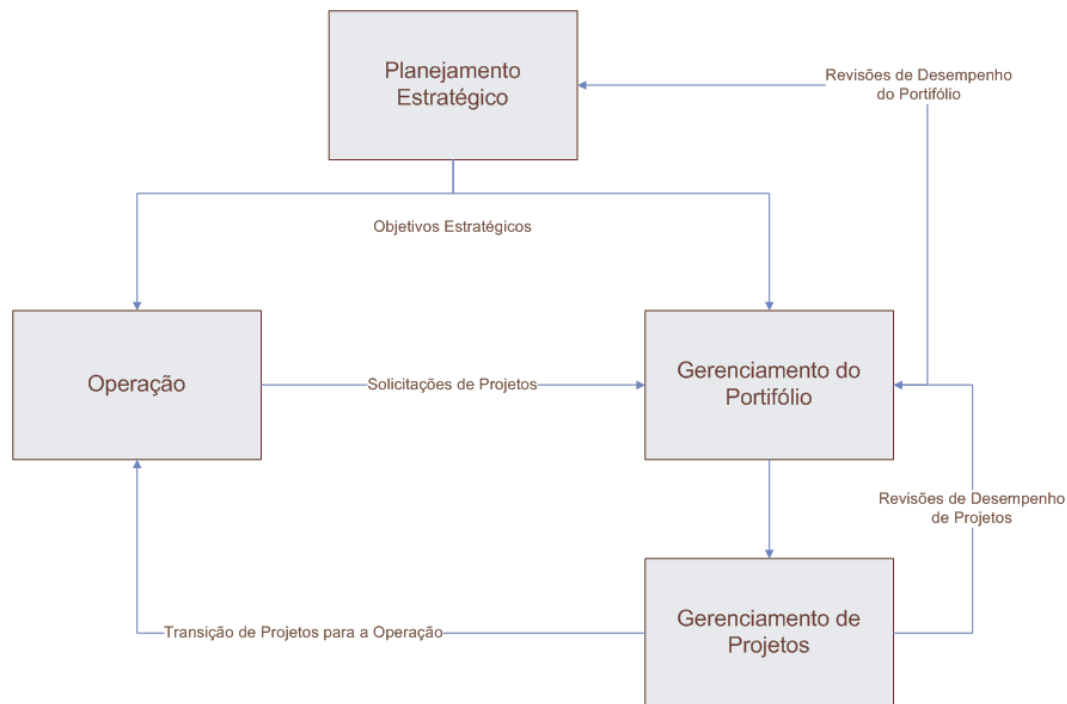 Planejamento
Estratégico
Revisões de Desempenho
do Portifólio
Objetivos Estratégicos
Operação
Solicitações de Projetos
Gerenciamento do
Portifólio
Revisões de Desempenho
de Projetos
Transição de Projetos para a Operação
Gerenciamento de
Projetos